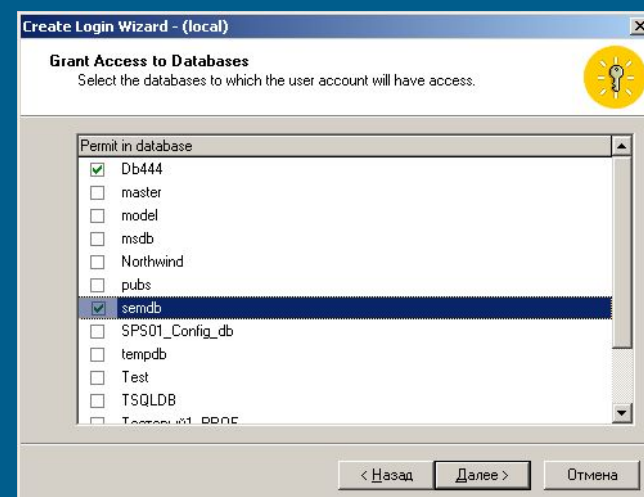 Create Login Wizard - (local)
Grant Access to Databases
Select the databases to which the user account will have access.
Permit in database
Db444
master
model
msdb
Northwind
pubs
semdb
SPS01_Config_db
tempdb
Test
TSQLDB
< Назад
Далее >
Отмена